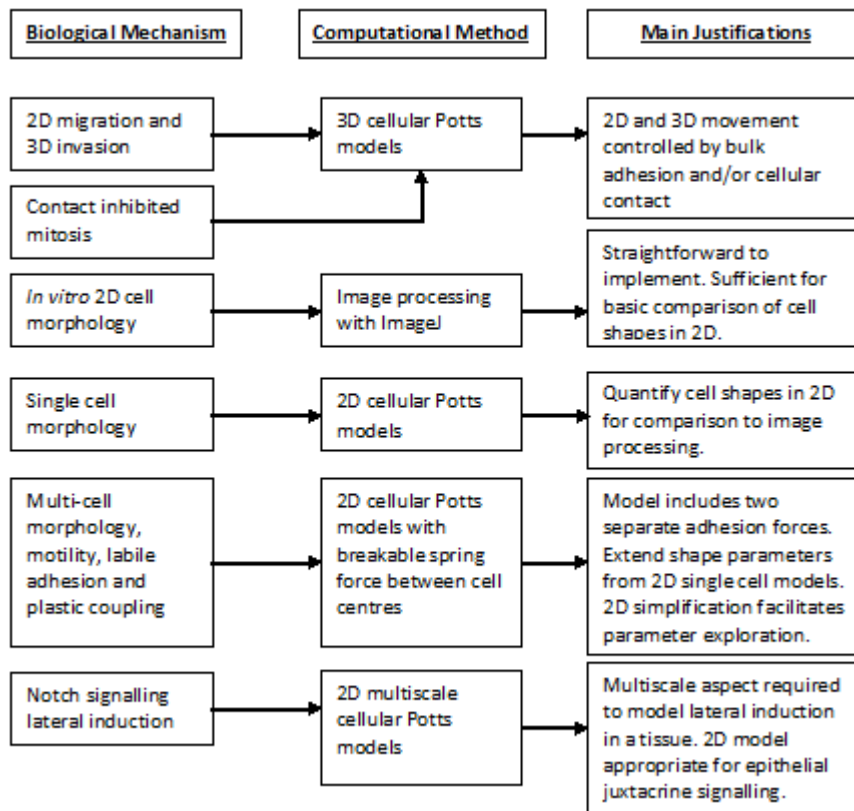 Biological Mechanism
Computational Method
Main Justifications
2D migration and
3D invasion
3D cellular Potts
models
2D and 3D movement
controlled by bulk
adhesion and/or cellular
contact
Contact inhibited
mitosis
In vitro 2D cell
morphology
Image processing
with ImageJ
Straightforward to
implement. Sufficient for
basic comparison of cell
shapes in 2D.
Single cell
morphology
2D cellular Potts
models
Quantify cell shapes in 2D
for comparison to image
processing.
Multi-cell
morphology,
motility, labile
adhesion and
plastic coupling
2D cellular Potts
models with
breakable spring
force between cell
centres
Model includes two
separate adhesion forces.
Extend shape parameters
from 2D single cell models.
2D simplification facilitates
parameter exploration.
Notch signalling
lateral induction
2D multiscale
cellular Potts
models
Multiscale aspect required
to model lateral induction
in a tissue. 2D model
appropriate for epithelial
juxtacrine signalling.